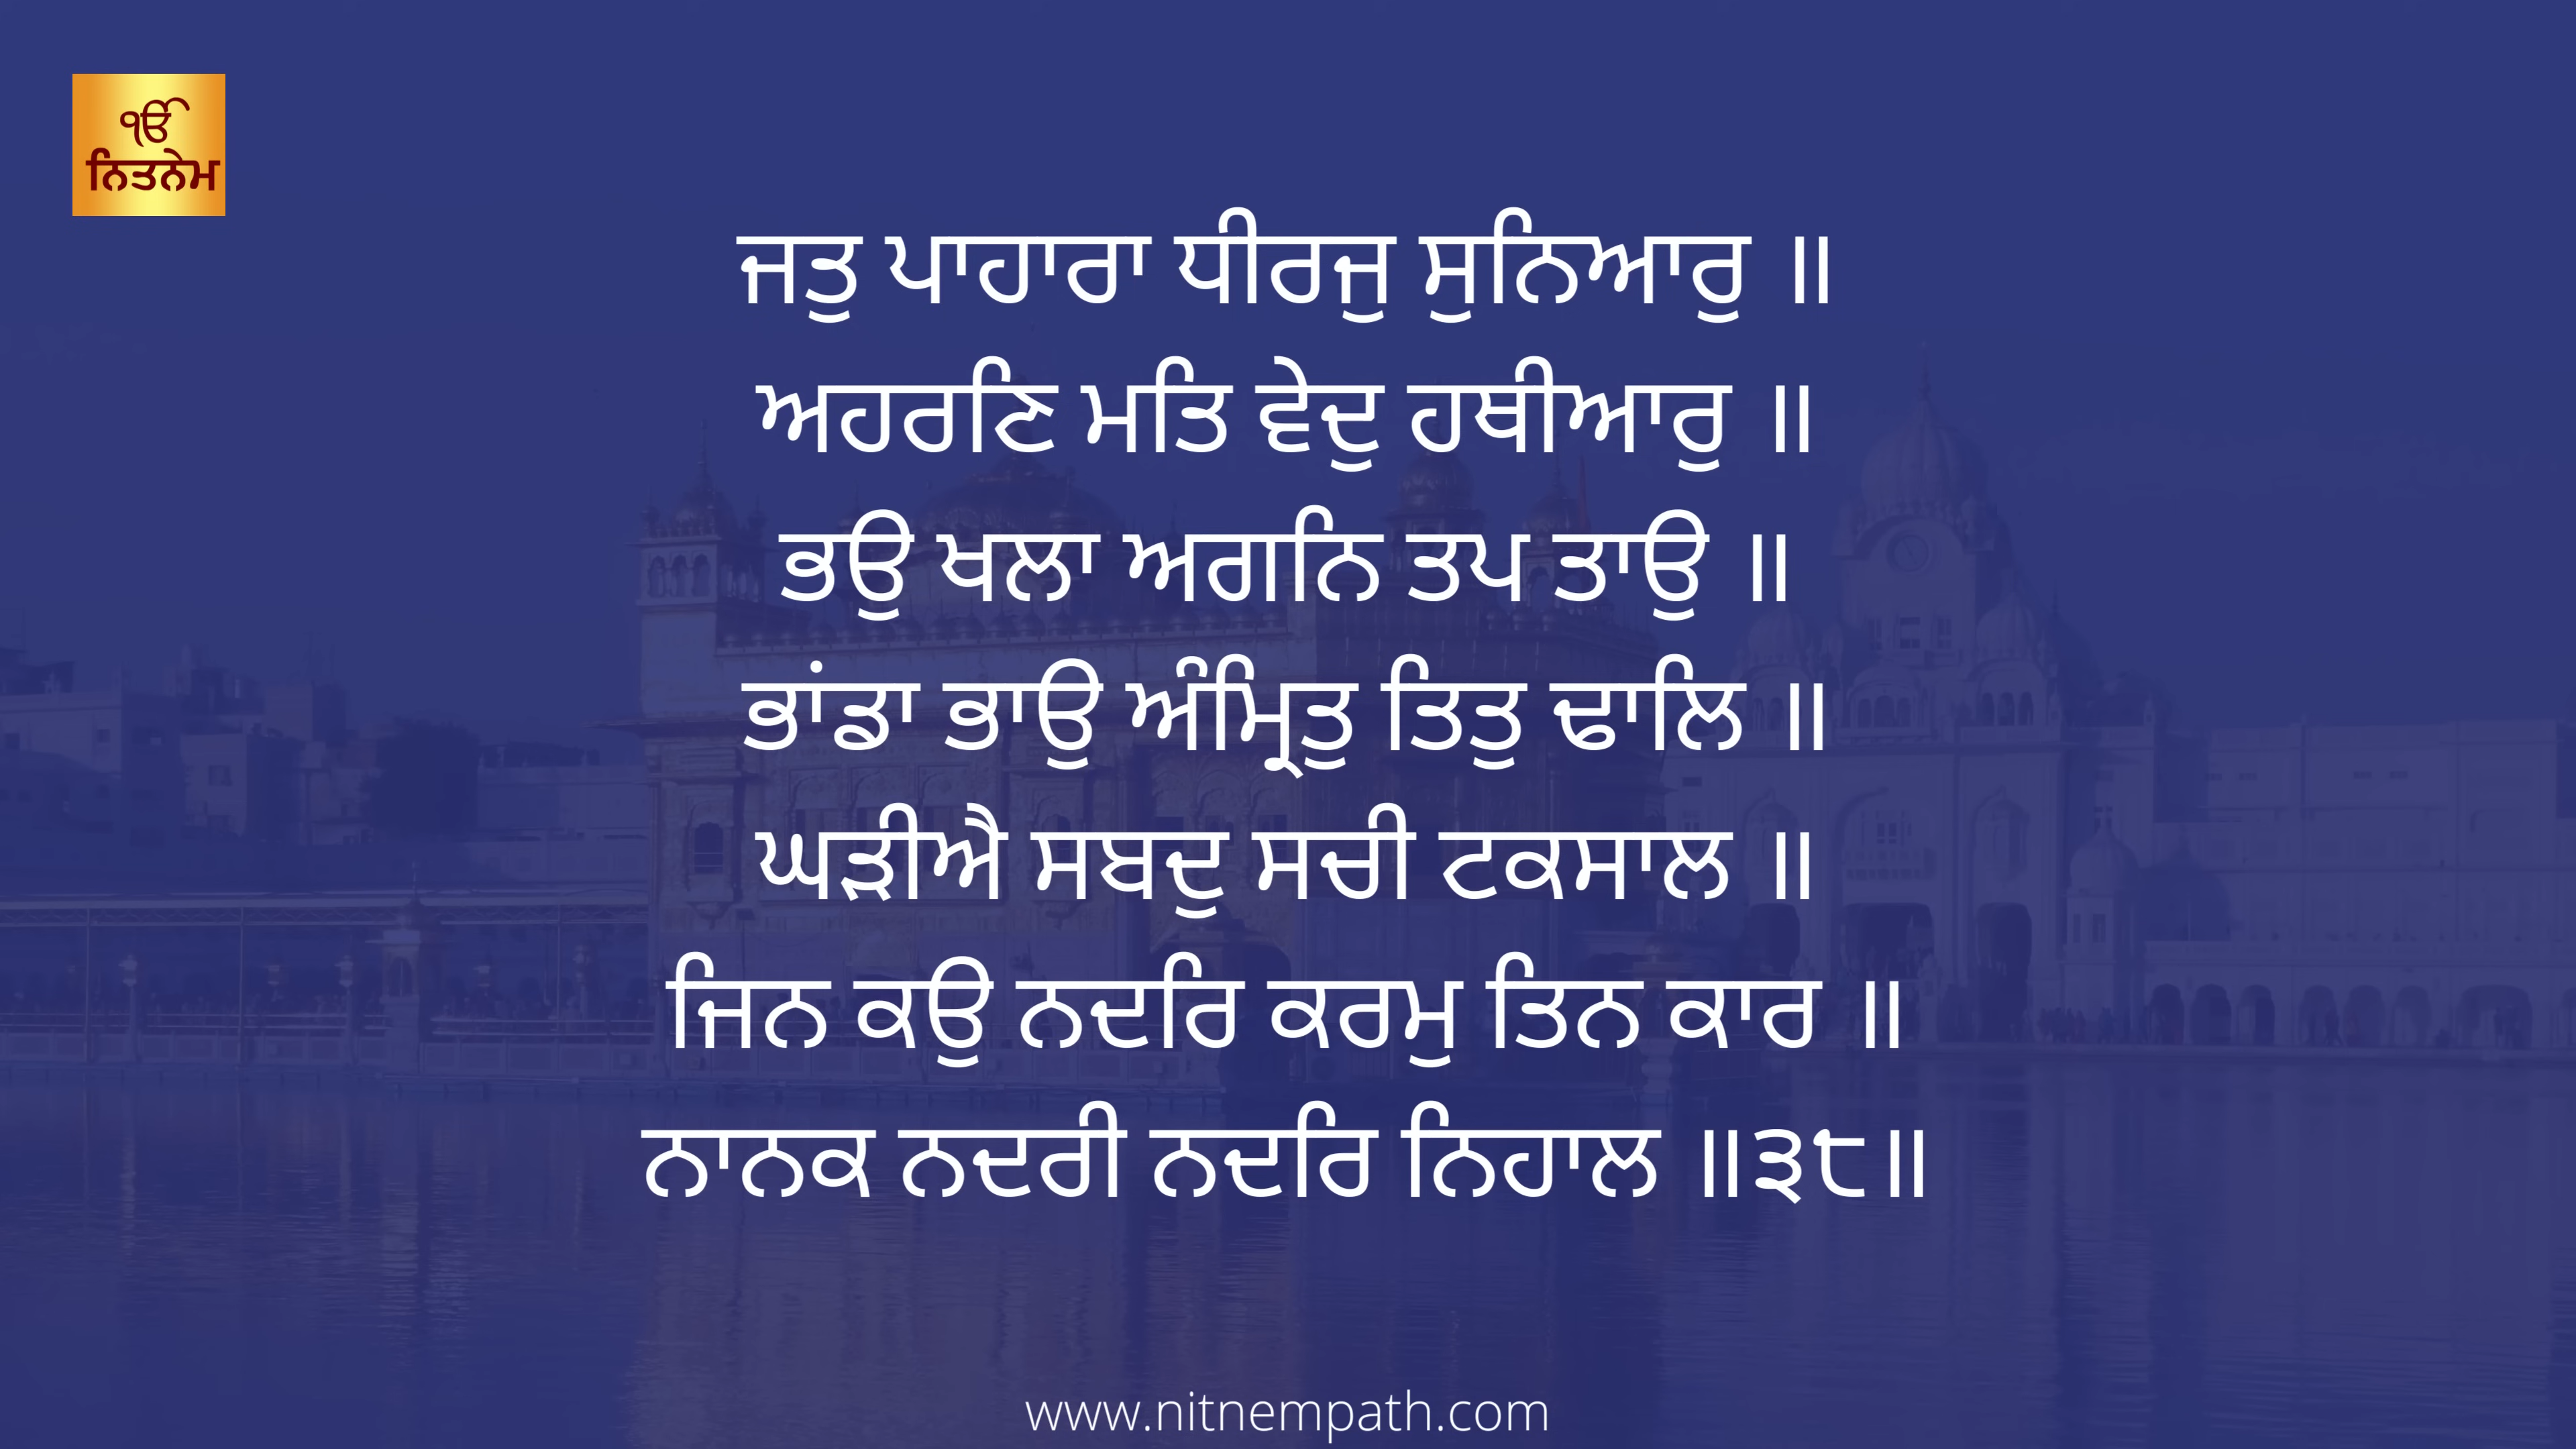 ੴ
ਨਿਤਨੇਮ
ਜਤੁ ਪਾਹਾਰਾ ਧੀਰਜੁ ਸੁਨਿਆਰੁ ॥
ਅਹਰਣਿ ਮਤਿ ਵੇਦੁ ਹਥੀਆਰੁ ॥
ਭਉ ਖਲਾ ਅਗਨਿ ਤਪ ਤਾਉ ॥
ਭਾਂਡਾ ਭਾਉ ਅੰਮ੍ਰਿਤੁ ਤਿਤੁ ਢਾਲਿ ॥
ਘੜੀਐ ਸਬਦੁ ਸਚੀ ਟਕਸਾਲ ॥
ਜਿਨ ਕਉ ਨਦਰਿ ਕਰਮੁ ਤਿਨ ਕਾਰ ॥
ਨਾਨਕ ਨਦਰੀ ਨਦਰਿ ਨਿਹਾਲ ॥੩੮॥
www.nitnempath.com